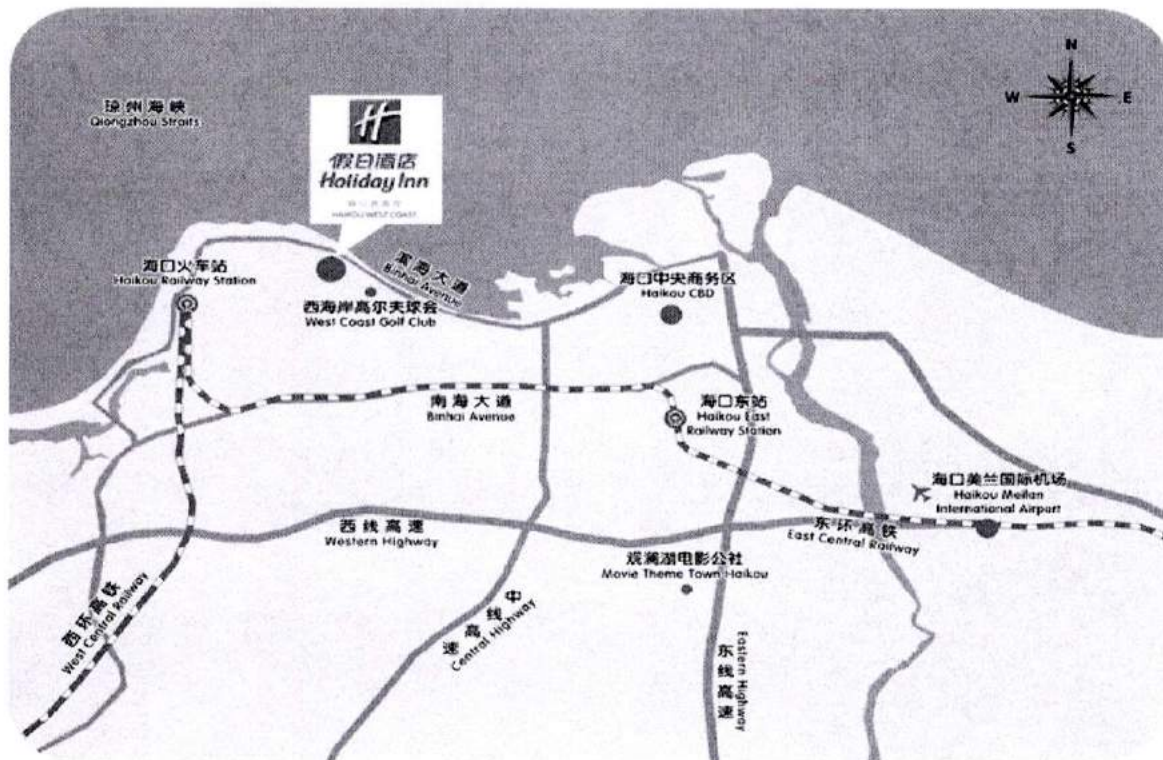 N
W
E
S
琼州海峡
Qiongzhou Straits
H
假日酒店
Holiday Inn
HAIKOU WEST COAST
海口火车站
Haikou Railway Station
滨海大道
Binhai Avenue
西海岸高尔夫球会
West Coast Golf Club
海口中央商务区
Haikou CBD
南海大道
Binhai Avenue
海口东站
Haikou East
Railway Station
海口美兰国际机场
Haikou Meilan
International Airport
西线高速
Western Highway
东环高铁
East Central Railway
观澜湖电影公社
Movie Theme Town Haikou
西环高铁
West Central Railway
中线高速
Central Highway
东线高速
Eastern Highway